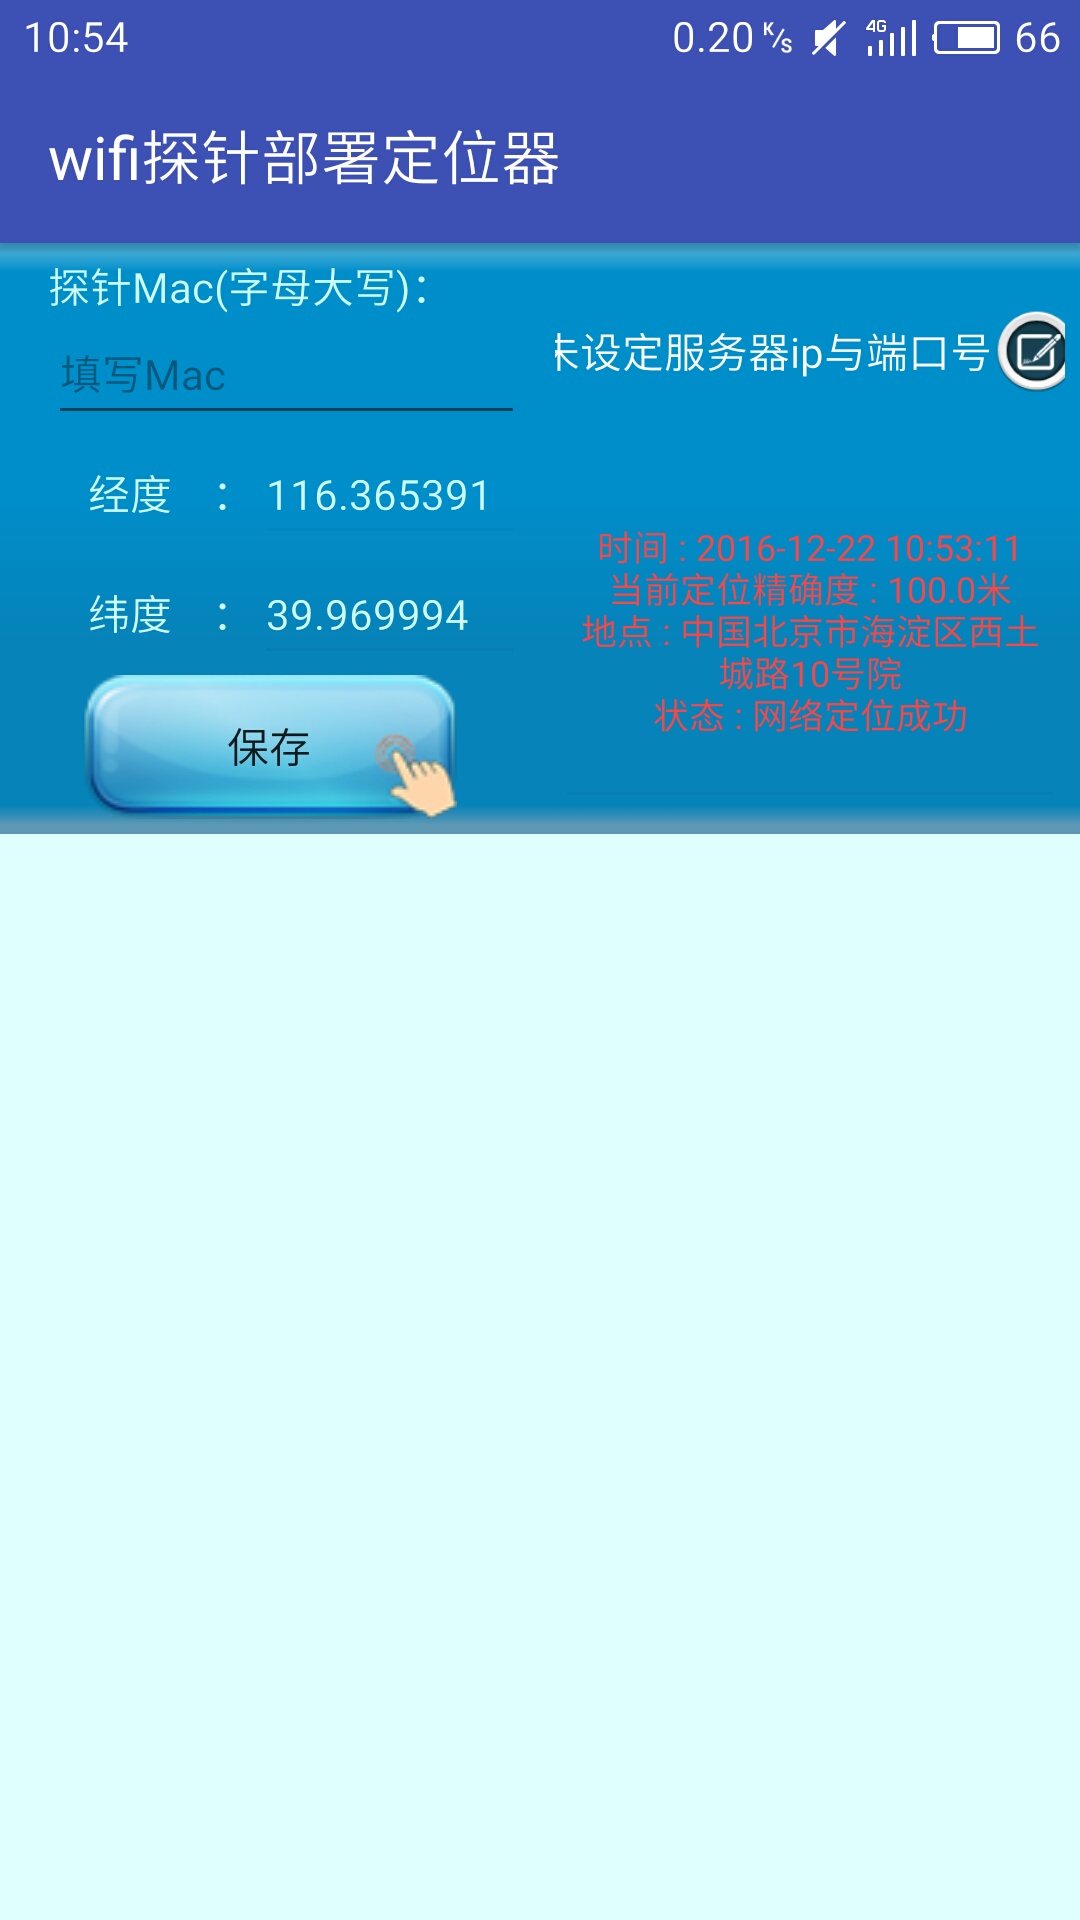 10:54
0.20 K/s 4G 66
wifi探针部署定位器
探针Mac(字母大写)：
填写Mac
未设定服务器ip与端口号
经度 ： 116.365391
纬度 ： 39.969994
保存
时间 : 2016-12-22 10:53:11
当前定位精确度 : 100.0米
地点 : 中国北京市海淀区西土
城路10号院
状态 : 网络定位成功